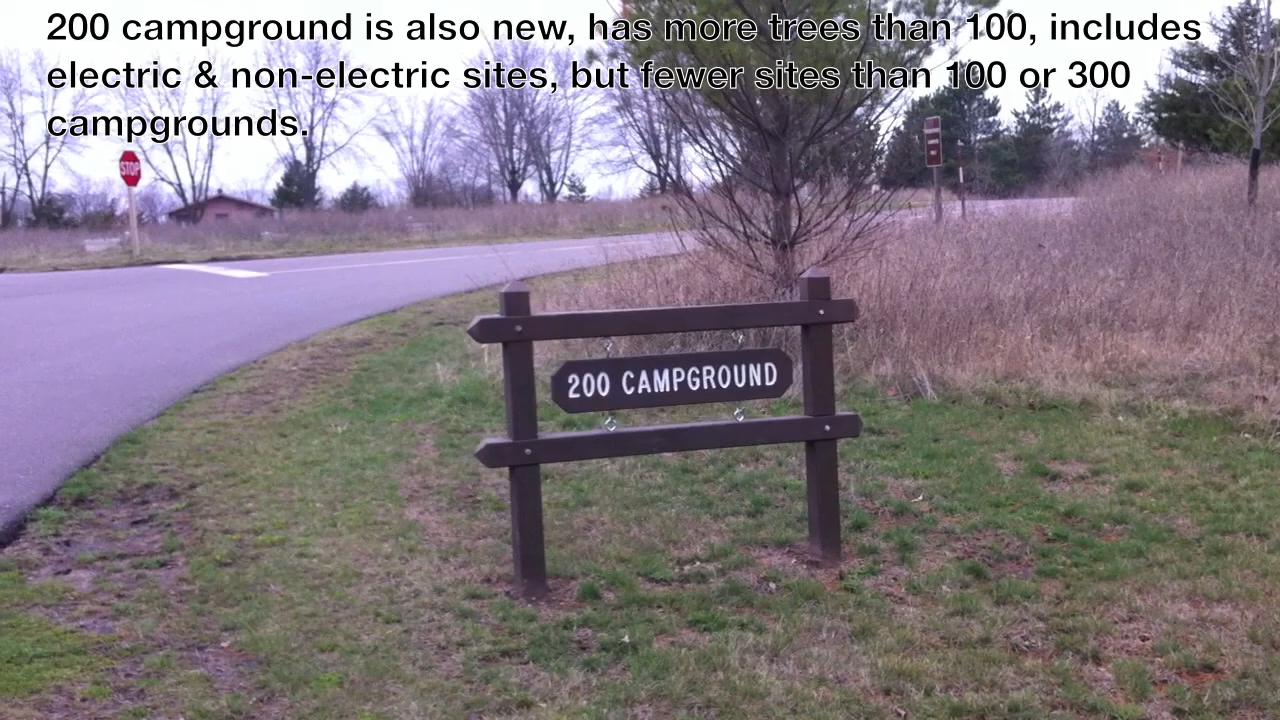 200 campground is also new, has more trees than 100, includes
electric & non-electric sites, but fewer sites than 100 or 300
campgrounds.
STOP
200 CAMPGROUND